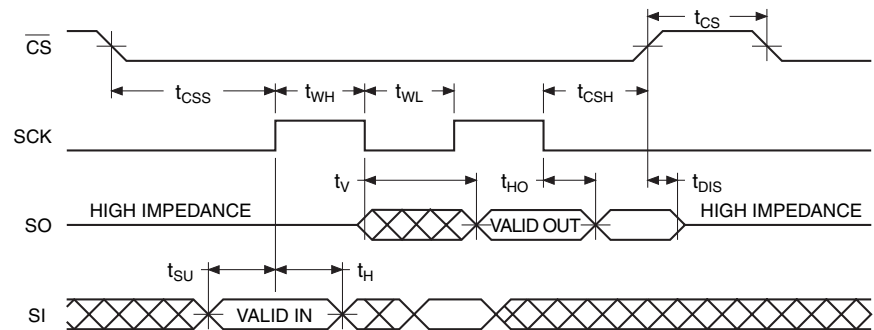 t_CS
CS
t_CSS t_WH t_WL t_CSH
SCK
t_V t_HO t_DIS
HIGH IMPEDANCE HIGH IMPEDANCE
SO VALID OUT
t_SU t_H
SI VALID IN